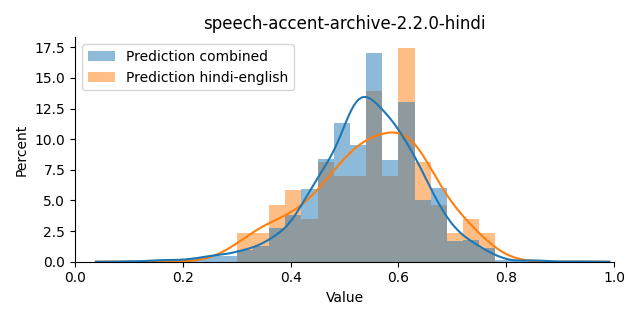 speech-accent-archive-2.2.0-hindi
Prediction combined
Prediction hindi-english
Percent
17.5
15.0
12.5
10.0
7.5
5.0
2.5
0.0
0.0 0.2 0.4 0.6 0.8 1.0
Value